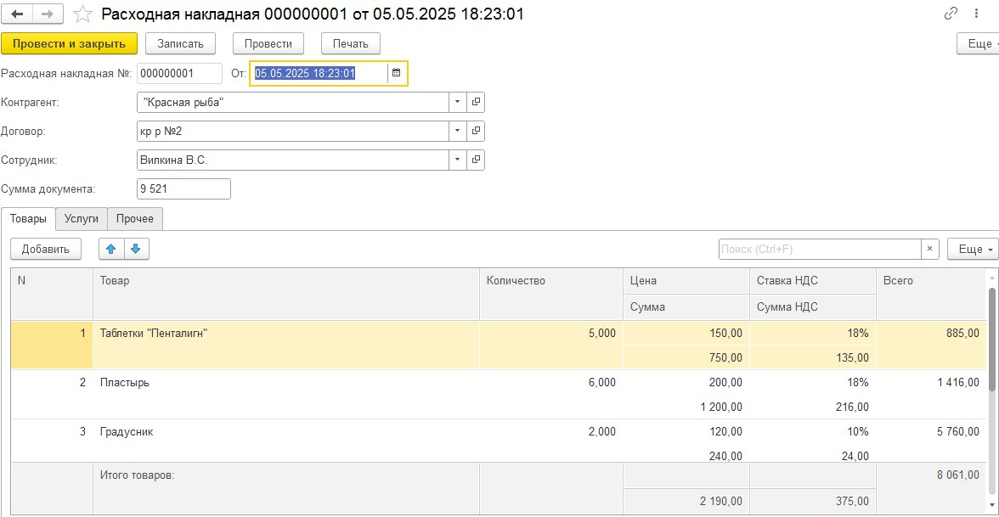 Расходная накладная 000000001 от 05.05.2025 18:23:01
Провести и закрыть Записать Провести Печать Еще
Расходная накладная №: 000000001 От: 05.05.2025 18:23:01
Контрагент: "Красная рыба"
Договор: кр р №2
Сотрудник: Вилкина В.С.
Сумма документа: 9 521
Товары Услуги Прочее
Добавить Поиск (Ctrl+F) × Еще
N Товар Количество Цена Ставка НДС Всего
Сумма Сумма НДС
1 Таблетки "Пенталигн" 5,000 150,00 18% 885,00
750,00 135,00
2 Пластырь 6,000 200,00 18% 1 416,00
1 200,00 216,00
3 Градусник 2,000 120,00 10% 5 760,00
240,00 24,00
Итого товаров: 8 061,00
2 190,00 375,00